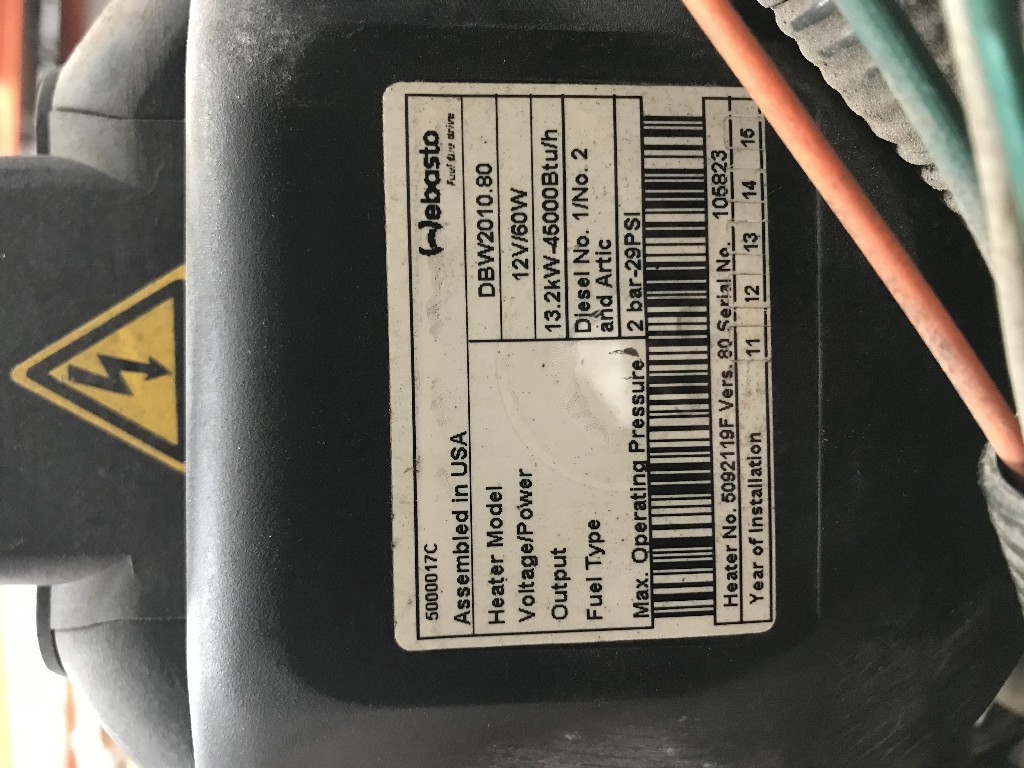 5000017C
Webasto
Feel the drive
Assembled in USA
Heater Model DBW2010.80
Voltage/Power 12V/60W
Output 13.2kW-45000Btu/h
Fuel Type Diesel No. 1/No. 2
and Artic
Max. Operating Pressure 2 bar-29PSI
Heater No. 5092119F Vers. 80 Serial No. 105823
Year of Installation 11 12 13 14 15